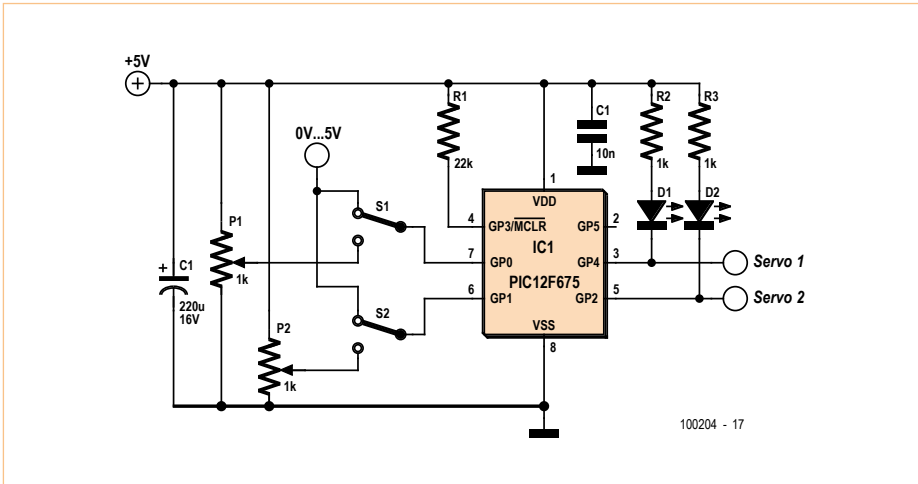 +5V
R1
22k
C1
10n
R2
1k
R3
1k
0V...5V
D1
D2
1
VDD
S1
4
GP3/MCLR
GP5
2
P1
1k
IC1
7
GP0
GP4
3
Servo 1
+
C1
220u
16V
PIC12F675
6
GP1
GP2
5
Servo 2
S2
P2
1k
VSS
8
100204 - 17